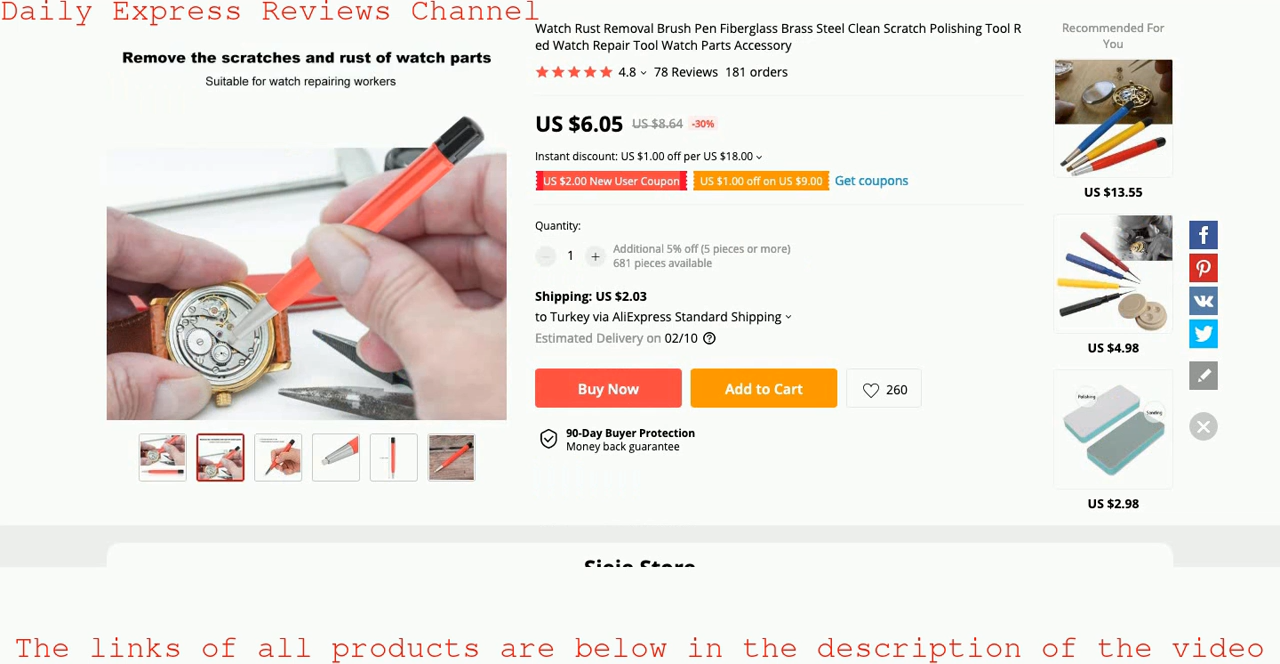 Daily Express Reviews Channel
Remove the scratches and rust of watch parts
Suitable for watch repairing workers
Watch Rust Removal Brush Pen Fiberglass Brass Steel Clean Scratch Polishing Tool R
ed Watch Repair Tool Watch Parts Accessory
4.8 78 Reviews 181 orders
US $6.05 US $8.64 -30%
Instant discount: US $1.00 off per US $18.00
US $2.00 New User Coupon US $1.00 off on US $9.00 Get coupons
Quantity:
1 + Additional 5% off (5 pieces or more)
681 pieces available
Shipping: US $2.03
to Turkey via AliExpress Standard Shipping
Estimated Delivery on 02/10
Buy Now Add to Cart 260
90-Day Buyer Protection
Money back guarantee
Recommended For
You
US $13.55
US $4.98
Polishing
Sanding
US $2.98
The links of all products are below in the description of the video